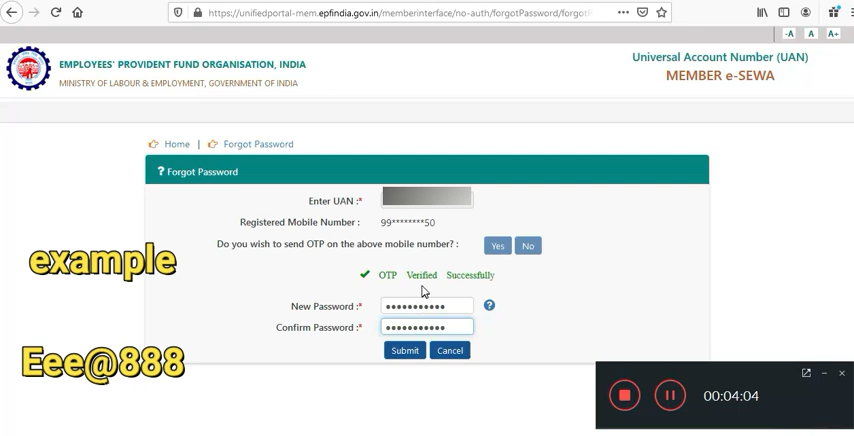 https://unifiedportal-mem.epfindia.gov.in/memberinterface/no-auth/forgotPassword/forgotF
-A A A+
EMPLOYEES' PROVIDENT FUND ORGANISATION, INDIA
MINISTRY OF LABOUR & EMPLOYMENT, GOVERNMENT OF INDIA
Universal Account Number (UAN)
MEMBER e-SEWA
Home | Forgot Password
? Forgot Password
Enter UAN :*
Registered Mobile Number : 99********50
Do you wish to send OTP on the above mobile number? : Yes No
example
OTP Verified Successfully
New Password :* ●●●●●●●●●●● ?
Confirm Password :* ●●●●●●●●●●●
Submit Cancel
Eee@888
00:04:04